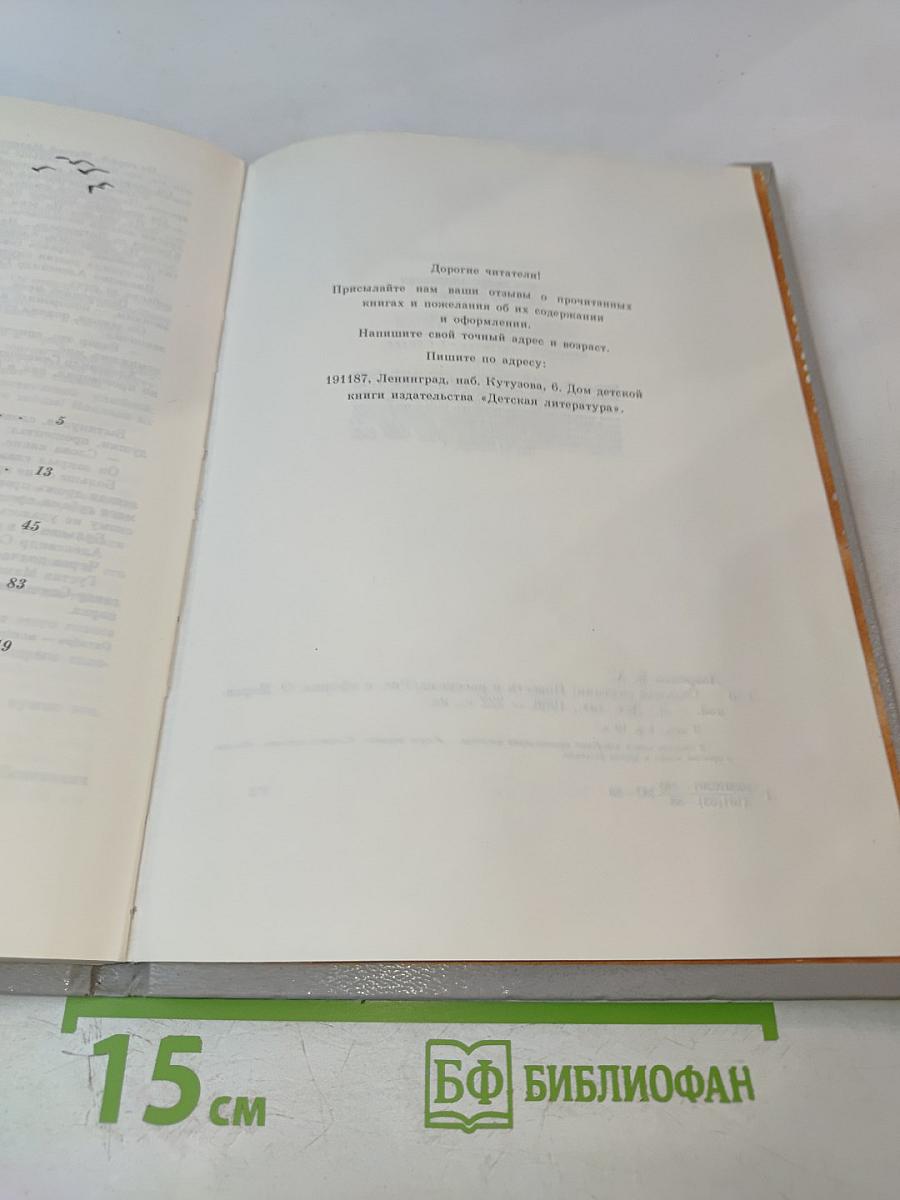 5
13
45
83
19
Дорогие читатели!
Присылайте нам ваши отзывы о прочитанных
книгах и пожелания об их содержании
и оформлении.
Напишите свой точный адрес и возраст.
Пишите по адресу:
191187, Ленинград, наб. Кутузова, 6. Дом детской
книги издательства «Детская литература».
15 см
БФ БИБЛИОФАН